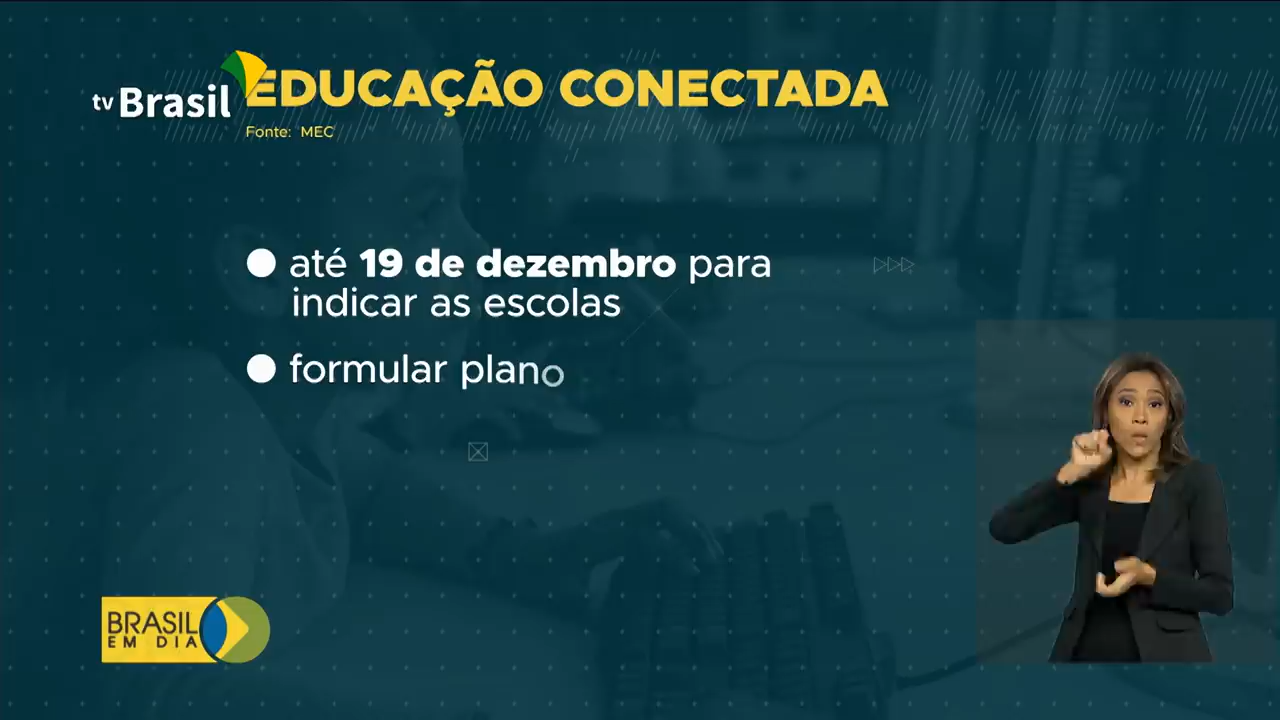 tv Brasil
EDUCAÇÃO CONECTADA
Fonte: MEC
até 19 de dezembro para
indicar as escolas
formular plano
BRASIL
EM DIA